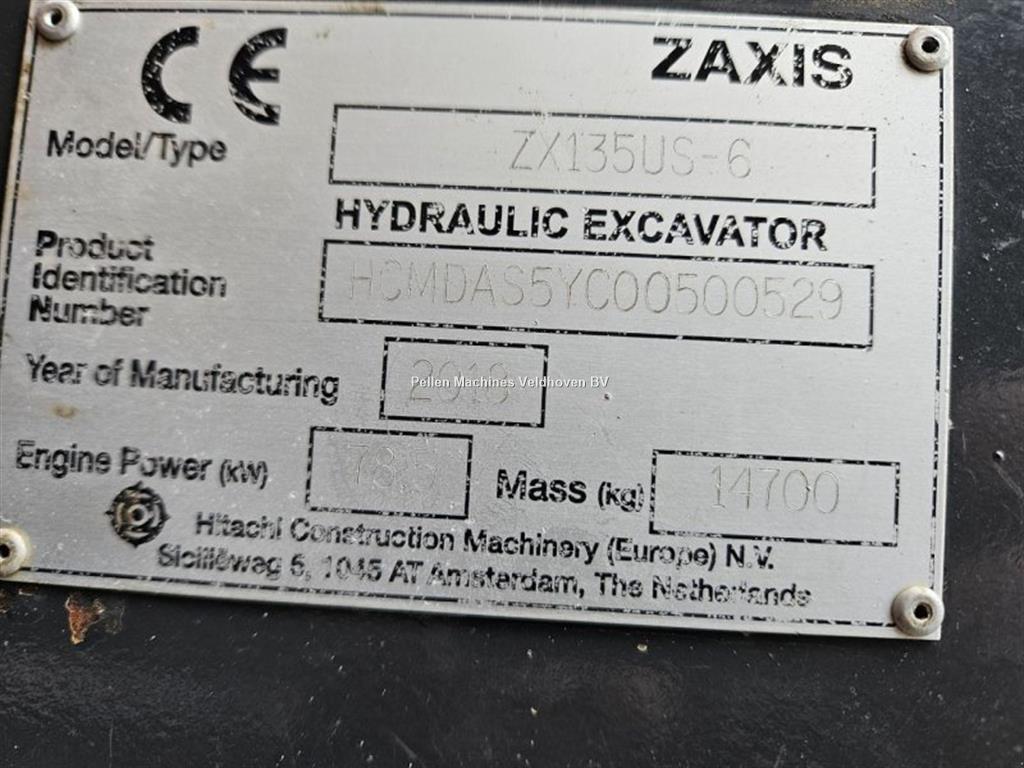 CE ZAXIS
Model/Type ZX135US-6
HYDRAULIC EXCAVATOR
Product
Identification
Number
HCMDAS5YC00500529
Year of Manufacturing 2018
Pellen Machines Veldhoven BV
Engine Power (kW) 78.5 Mass (kg) 14700
Hitachi Construction Machinery (Europe) N.V.
Siciliëweg 5, 1045 AT Amsterdam, The Netherlands